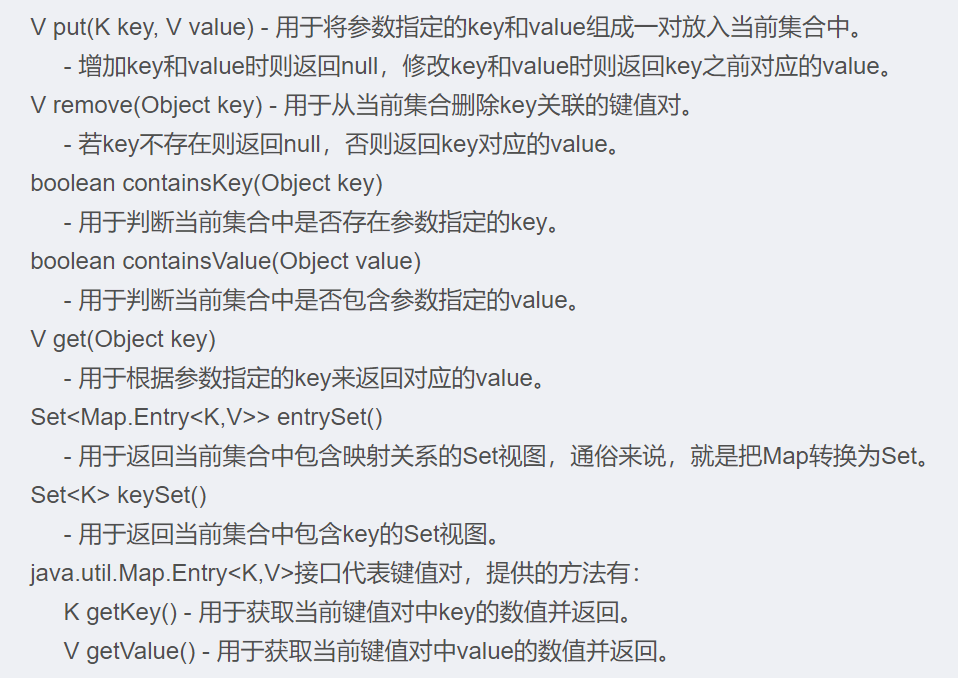 V put(K key, V value) - 用于将参数指定的key和value组成一对放入当前集合中。
- 增加key和value时则返回null，修改key和value时则返回key之前对应的value。
V remove(Object key) - 用于从当前集合删除key关联的键值对。
- 若key不存在则返回null，否则返回key对应的value。
boolean containsKey(Object key)
- 用于判断当前集合中是否存在参数指定的key。
boolean containsValue(Object value)
- 用于判断当前集合中是否包含参数指定的value。
V get(Object key)
- 用于根据参数指定的key来返回对应的value。
Set<Map.Entry<K,V>> entrySet()
- 用于返回当前集合中包含映射关系的Set视图，通俗来说，就是把Map转换为Set。
Set<K> keySet()
- 用于返回当前集合中包含key的Set视图。
java.util.Map.Entry<K,V>接口代表键值对，提供的方法有：
K getKey() - 用于获取当前键值对中key的数值并返回。
V getValue() - 用于获取当前键值对中value的数值并返回。